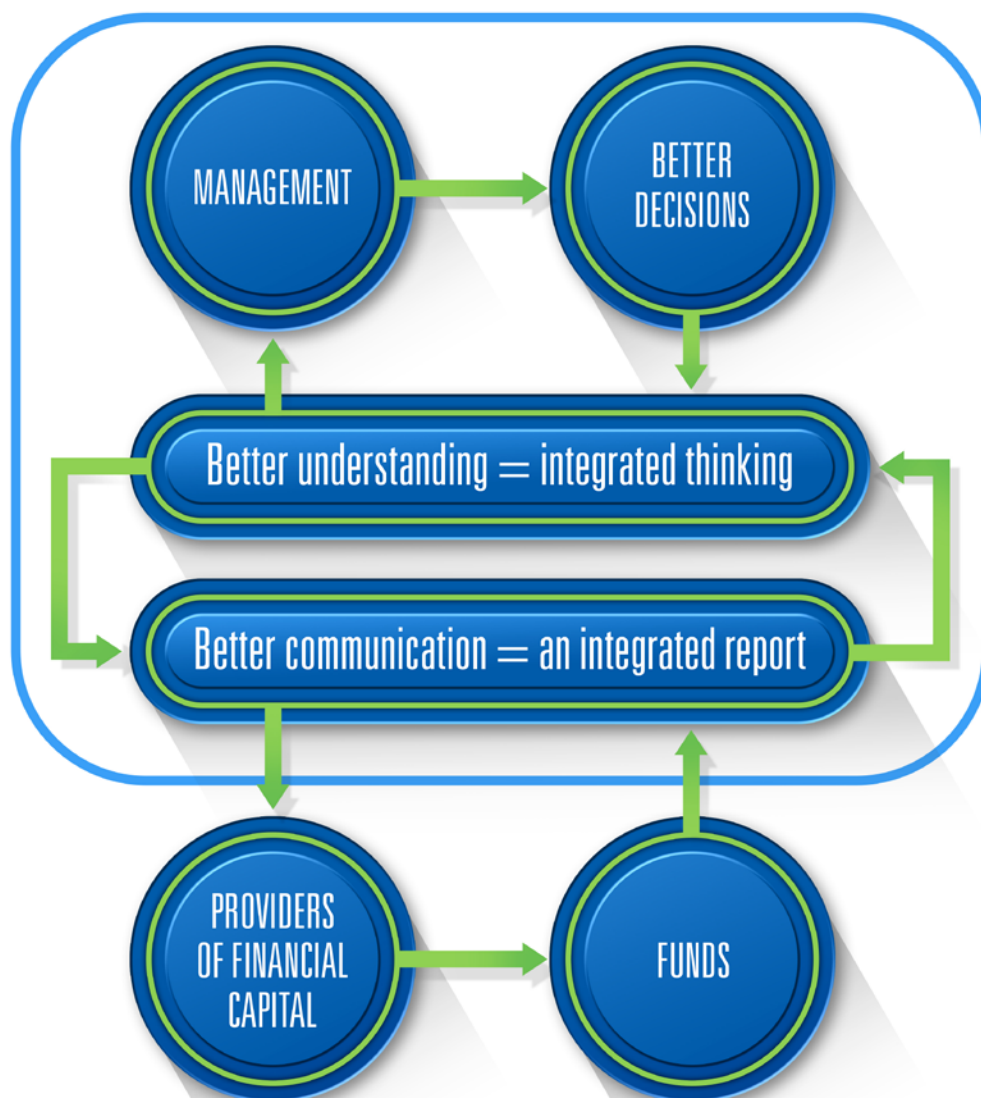 MANAGEMENT
BETTER
DECISIONS
Better understanding = integrated thinking
Better communication = an integrated report
PROVIDERS
OF FINANCIAL
CAPITAL
FUNDS